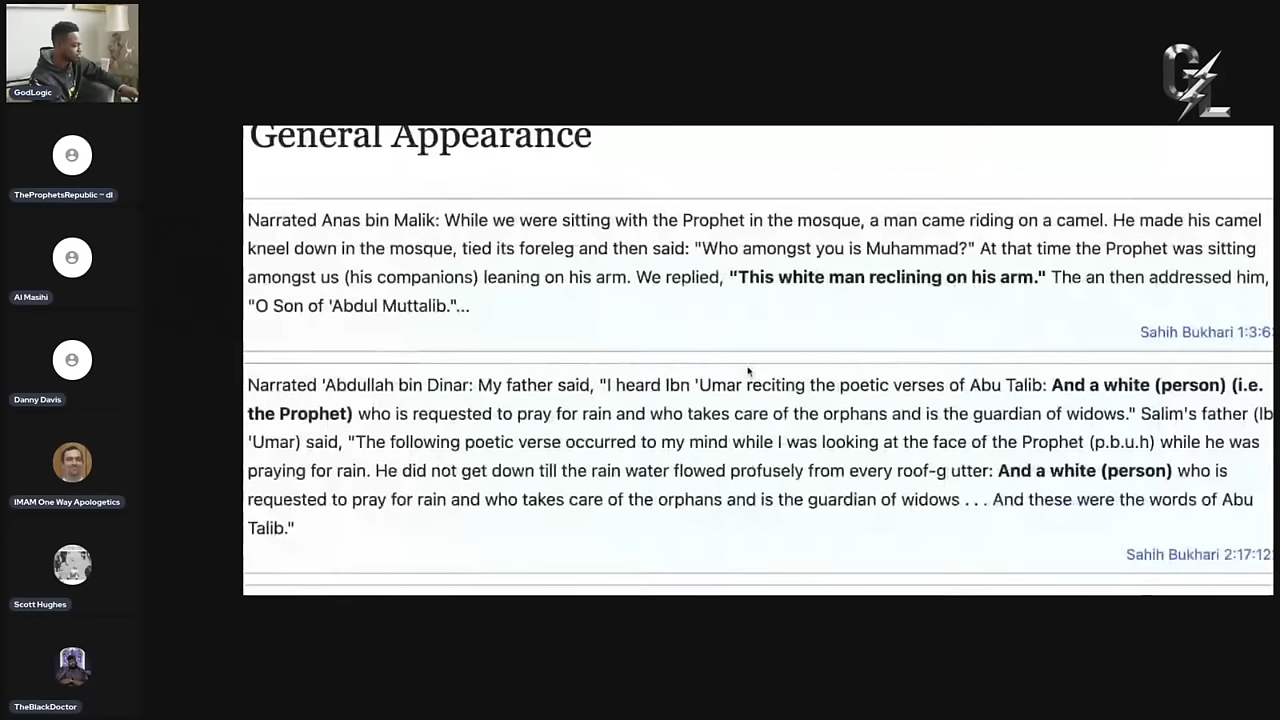 GodLogic
TheProphetsRepublic ~ dl
Al Masihi
Danny Davis
IMAM One Way Apologetics
Scott Hughes
TheBlackDoctor
GL
General Appearance
Narrated Anas bin Malik: While we were sitting with the Prophet in the mosque, a man came riding on a camel. He made his camel
kneel down in the mosque, tied its foreleg and then said: "Who amongst you is Muhammad?" At that time the Prophet was sitting
amongst us (his companions) leaning on his arm. We replied, "This white man reclining on his arm." The an then addressed him,
"O Son of 'Abdul Muttalib."...
Sahih Bukhari 1:3:6
Narrated 'Abdullah bin Dinar: My father said, "I heard Ibn 'Umar reciting the poetic verses of Abu Talib: And a white (person) (i.e.
the Prophet) who is requested to pray for rain and who takes care of the orphans and is the guardian of widows." Salim's father (Ib
'Umar) said, "The following poetic verse occurred to my mind while I was looking at the face of the Prophet (p.b.u.h) while he was
praying for rain. He did not get down till the rain water flowed profusely from every roof-g utter: And a white (person) who is
requested to pray for rain and who takes care of the orphans and is the guardian of widows . . . And these were the words of Abu
Talib."
Sahih Bukhari 2:17:12